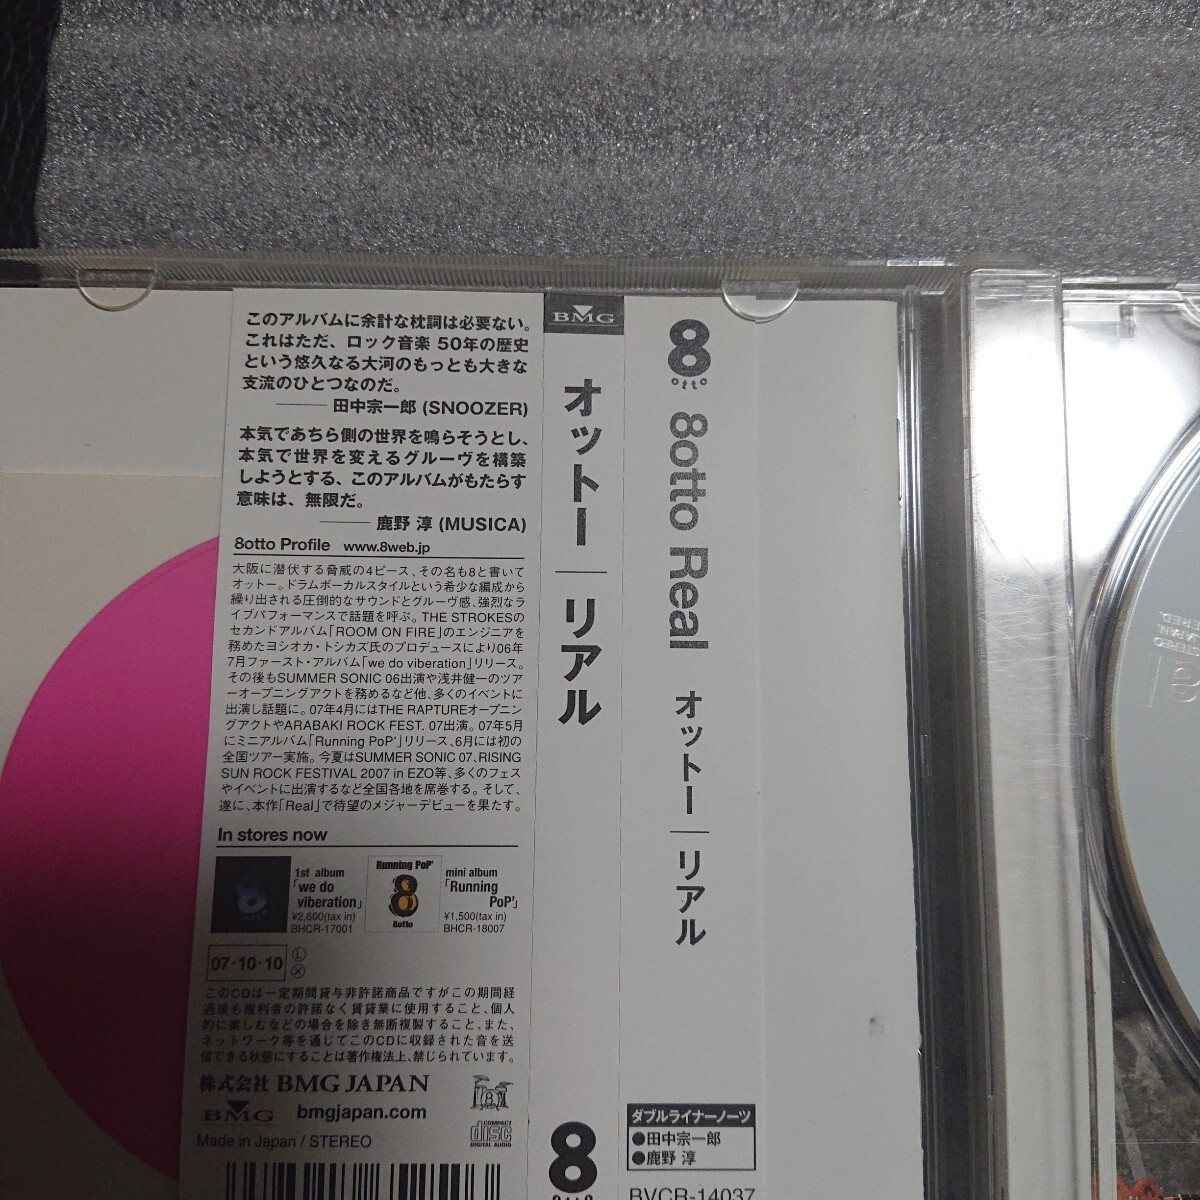 このアルバムに余計な枕詞は必要ない。
これはただ、ロック音楽 50年の歴史
という悠久なる大河のもっとも大きな
支流のひとつなのだ。
——— 田中宗一郎 (SNOOZER)
本気であちら側の世界を鳴らそうとし、
本気で世界を変えるグルーヴを構築
しようとする、このアルバムがもたらす
意味は、無限だ。
——— 鹿野 淳 (MUSICA)
8otto Profile www.8web.jp
大阪に潜伏する脅威の4ピース、その名も8と書いて
オットー。ドラムボーカルスタイルという希少な編成から
繰り出される圧倒的なサウンドとグルーヴ感、強烈なラ
イブパフォーマンスで話題を呼ぶ。THE STROKESの
セカンドアルバム「ROOM ON FIRE」のエンジニアを
務めたヨシオカ・トシカズ氏のプロデュースにより06年
7月ファースト・アルバム「we do viberation」リリース。
その後もSUMMER SONIC 06出演や浅井健一のツア
ーオープニングアクトを務めるなど他、多くのイベントに
出演し話題に。07年4月にはTHE RAPTUREオープニ
ングアクトやARABAKI ROCK FEST. 07出演。07年5月
にミニアルバム「Running PoP'」リリース、6月には初の
全国ツアー実施。今夏はSUMMER SONIC 07、RISING
SUN ROCK FESTIVAL 2007 in EZO等、多くのフェス
やイベントに出演するなど全国各地を席巻する。そして、
遂に、本作「Real」で待望のメジャーデビューを果たす。
In stores now
8
otto
1st album
「we do
viberation」
¥2,600(tax in)
BHCR-17001
Running PoP'
8
8otto
mini album
「Running
PoP'」
¥1,500(tax in)
BHCR-18007
07・10・10
Ⓛ
Ⓧ
このCDは一定期間貸与非許諾商品ですがこの期間経
過後も権利者の許諾なく賃貸業に使用すること、個人
的に楽しむなどの場合を除き無断複製すること、また、
ネットワーク等を通じてこのCDに収録された音を送
信できる状態にすることは著作権法上、禁じられています。
株式会社 BMG JAPAN
BMG bmgjapan.com
COMPACT
disc
DIGITAL AUDIO
Made in Japan / STEREO
BMG
オットー｜リアル
8
otto
8
otto
8otto Real オットー｜リアル
ダブルライナーノーツ
●田中宗一郎
●鹿野 淳
BVCR-14037